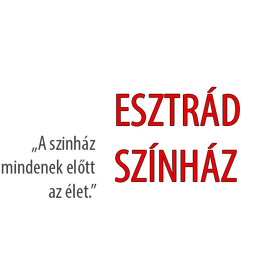 ESZTRÁD
SZÍNHÁZ
„A szinház
mindenek előtt
az élet.”